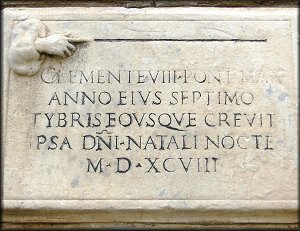 CLEMENTE VIII · PONT MAX
ANNO EIVS SEPTIMO
TYBRIS EOVSQVE CREVIT
IPSA DÑI · NATALI NOCTE
M · D · XCVIII